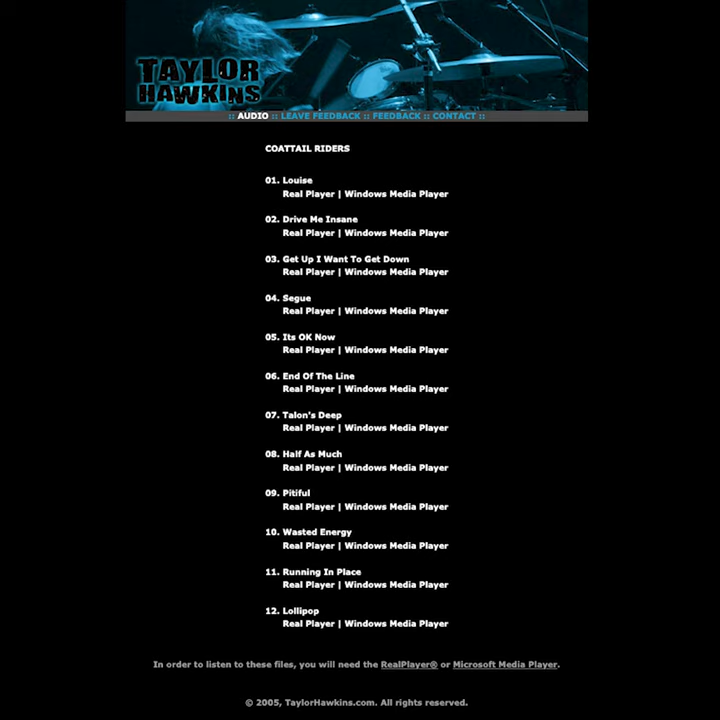 TAYLOR
HAWKINS
:: AUDIO :: LEAVE FEEDBACK :: FEEDBACK :: CONTACT ::
COATTAIL RIDERS
01. Louise
Real Player | Windows Media Player
02. Drive Me Insane
Real Player | Windows Media Player
03. Get Up I Want To Get Down
Real Player | Windows Media Player
04. Segue
Real Player | Windows Media Player
05. Its OK Now
Real Player | Windows Media Player
06. End Of The Line
Real Player | Windows Media Player
07. Talon's Deep
Real Player | Windows Media Player
08. Half As Much
Real Player | Windows Media Player
09. Pitiful
Real Player | Windows Media Player
10. Wasted Energy
Real Player | Windows Media Player
11. Running In Place
Real Player | Windows Media Player
12. Lollipop
Real Player | Windows Media Player
In order to listen to these files, you will need the RealPlayer® or Microsoft Media Player.
© 2005, TaylorHawkins.com. All rights reserved.